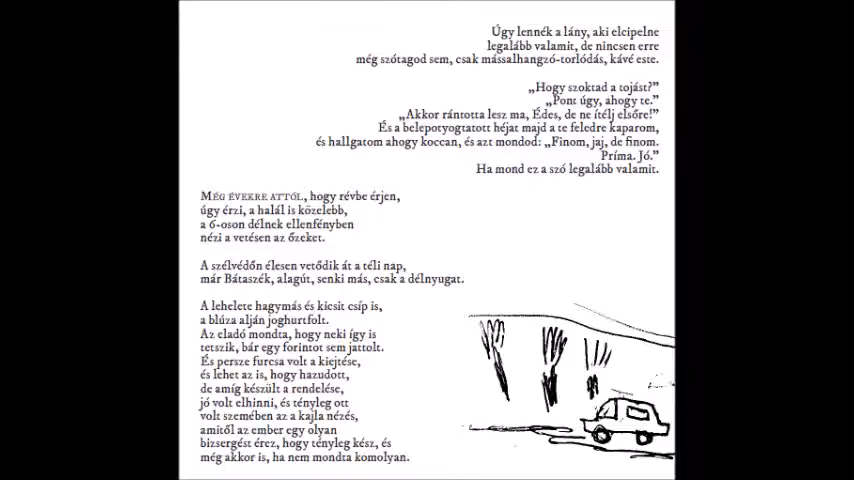 Úgy lennék a lány, aki elcipelne
legalább valamit, de nincsen erre
még szótagod sem, csak mássalhangzó-torlódás, kávé este.
„Hogy szoktad a tojást?”
„Pont úgy, ahogy te.”
„Akkor rántotta lesz ma, Édes, de ne ítélj elsőre!”
És a belepotyogtatott héjat majd a te feledre kaparom,
és hallgatom ahogy koccan, és azt mondod: „Finom, jaj, de finom.
Príma. Jó.”
Ha mond ez a szó legalább valamit.
Még évekre attól, hogy révbe érjen,
úgy érzi, a halál is közelebb,
a 6-oson délnek ellenfényben
nézi a vetésen az őzeket.
A szélvédőn élesen vetődik át a téli nap,
már Bátaszék, alagút, senki más, csak a délnyugat.
A lehelete hagymás és kicsit csíp is,
a blúza alján joghurtfolt.
Az eladó mondta, hogy neki így is
tetszik, bár egy forintot sem jattolt.
És persze furcsa volt a kiejtése,
és lehet az is, hogy hazudott,
de amíg készült a rendelése,
jó volt elhinni, és tényleg ott
volt szemében az a kajla nézés,
amitől az ember egy olyan
bizsergést érez, hogy tényleg kész, és
még akkor is, ha nem mondta komolyan.